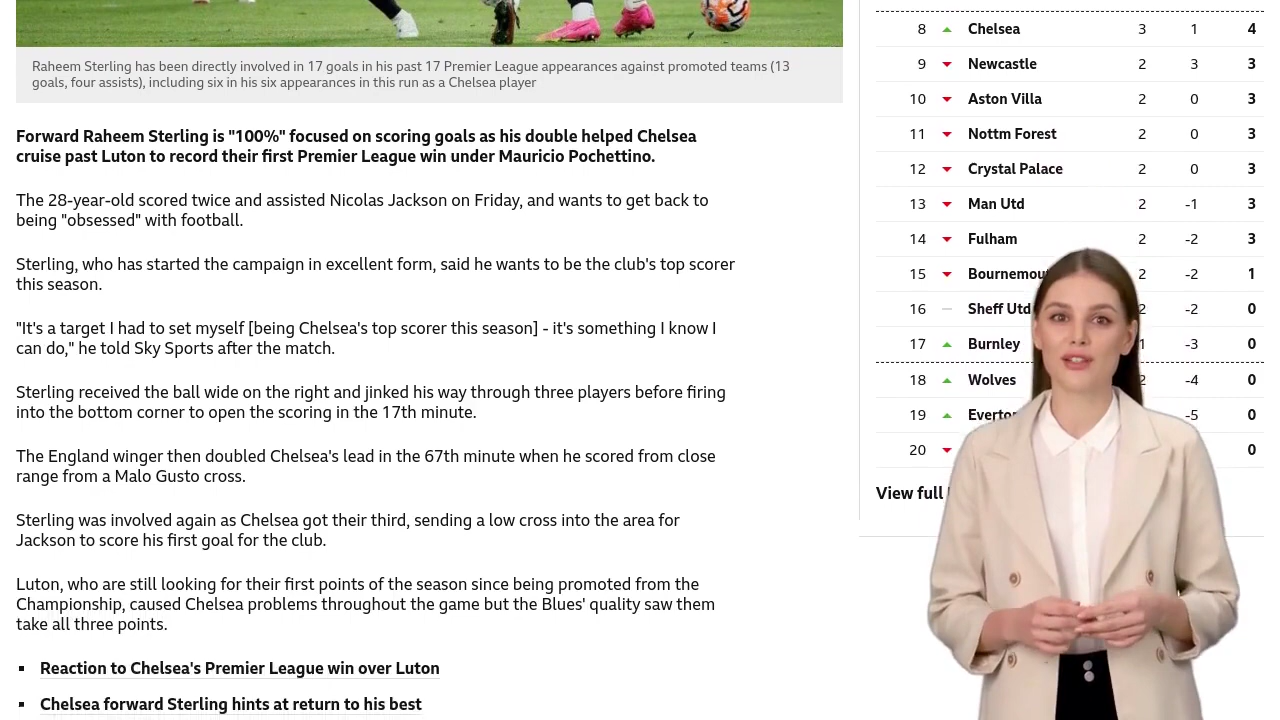 Raheem Sterling has been directly involved in 17 goals in his past 17 Premier League appearances against promoted teams (13
goals, four assists), including six in his six appearances in this run as a Chelsea player
Forward Raheem Sterling is "100%" focused on scoring goals as his double helped Chelsea
cruise past Luton to record their first Premier League win under Mauricio Pochettino.
The 28-year-old scored twice and assisted Nicolas Jackson on Friday, and wants to get back to
being "obsessed" with football.
Sterling, who has started the campaign in excellent form, said he wants to be the club's top scorer
this season.
"It's a target I had to set myself [being Chelsea's top scorer this season] - it's something I know I
can do," he told Sky Sports after the match.
Sterling received the ball wide on the right and jinked his way through three players before firing
into the bottom corner to open the scoring in the 17th minute.
The England winger then doubled Chelsea's lead in the 67th minute when he scored from close
range from a Malo Gusto cross.
Sterling was involved again as Chelsea got their third, sending a low cross into the area for
Jackson to score his first goal for the club.
Luton, who are still looking for their first points of the season since being promoted from the
Championship, caused Chelsea problems throughout the game but the Blues' quality saw them
take all three points.
Reaction to Chelsea's Premier League win over Luton
Chelsea forward Sterling hints at return to his best
8 Chelsea 3 1 4
9 Newcastle 2 3 3
10 Aston Villa 2 0 3
11 Nottm Forest 2 0 3
12 Crystal Palace 2 0 3
13 Man Utd 2 -1 3
14 Fulham 2 -2 3
15 2 -2 1
16 Sheff Utd 2 -2 0
17 Burnley 1 -3 0
18 Wolves 2 -4 0
19 -5 0
20 0
View full